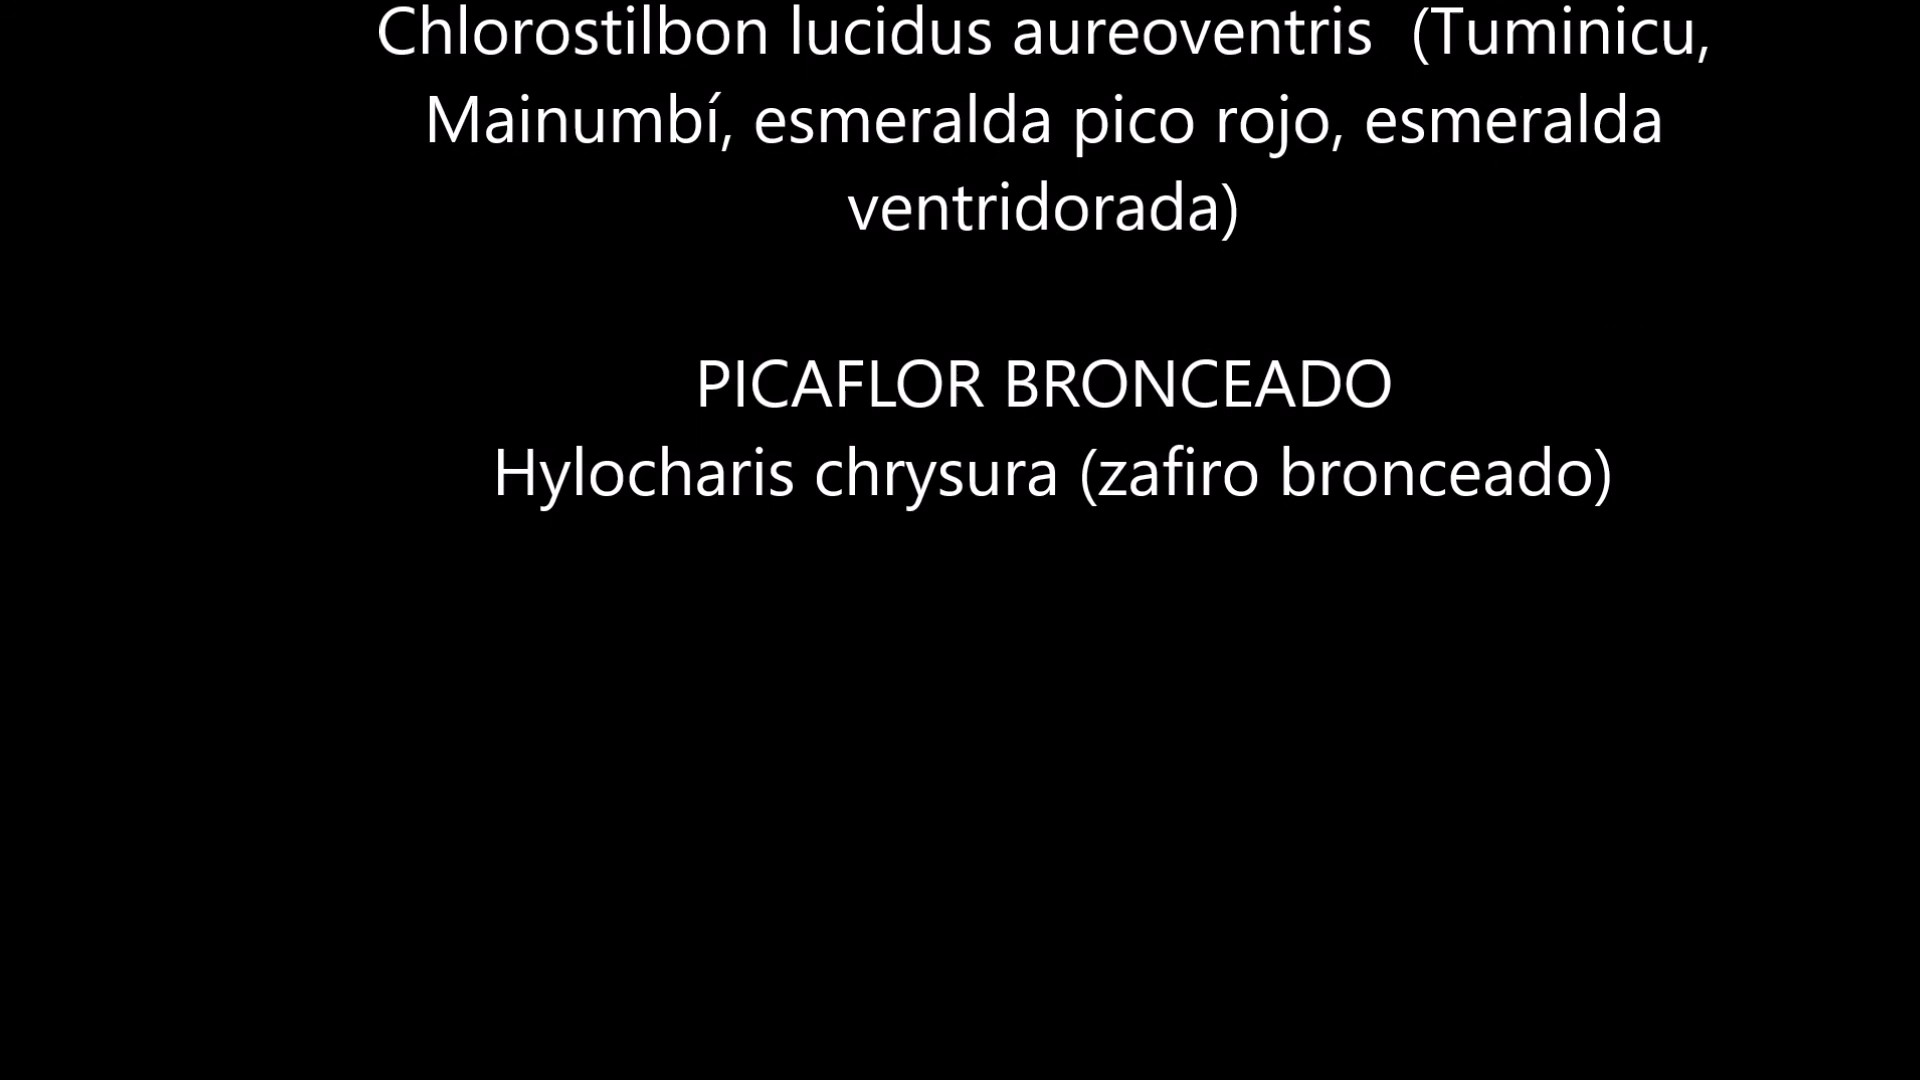 Chlorostilbon lucidus aureoventris  (Tuminicu,
Mainumbí, esmeralda pico rojo, esmeralda
ventridorada)
PICAFLOR BRONCEADO
Hylocharis chrysura (zafiro bronceado)